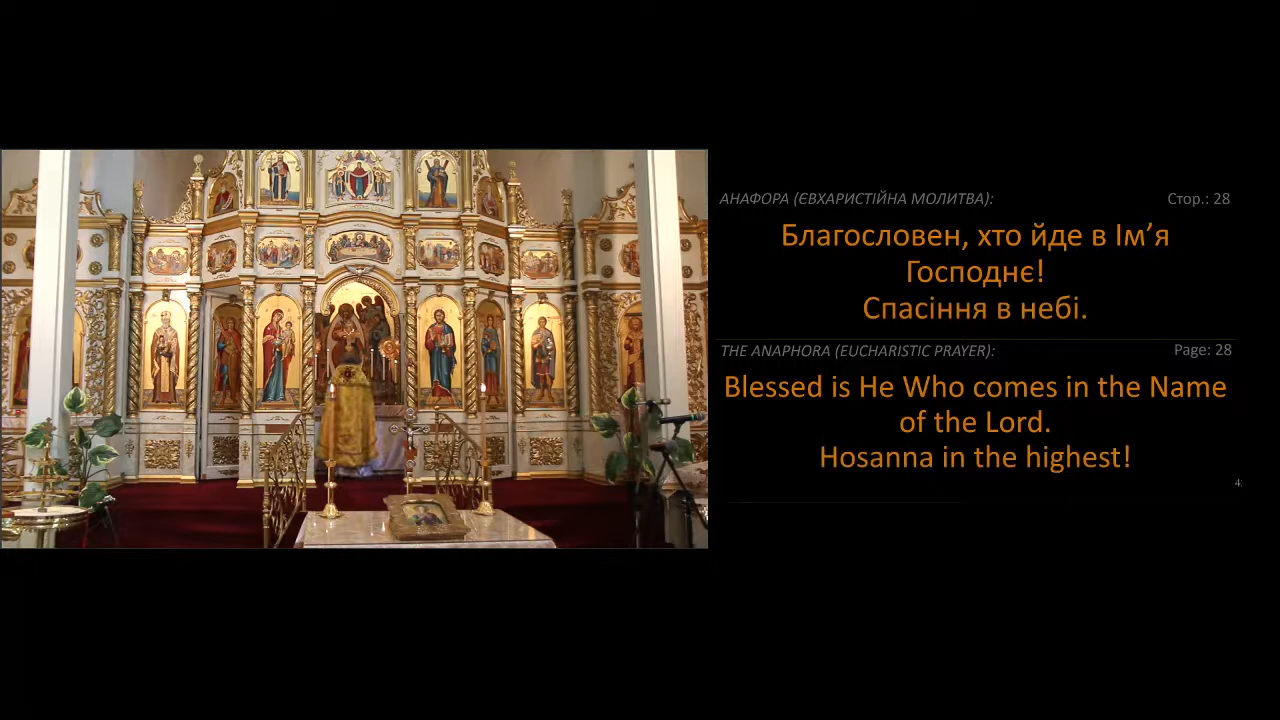 АНАФОРА (ЄВХАРИСТІЙНА МОЛИТВА): Стор.: 28
Благословен, хто йде в Ім’я
Господнє!
Спасіння в небі.
THE ANAPHORA (EUCHARISTIC PRAYER): Page: 28
Blessed is He Who comes in the Name
of the Lord.
Hosanna in the highest!